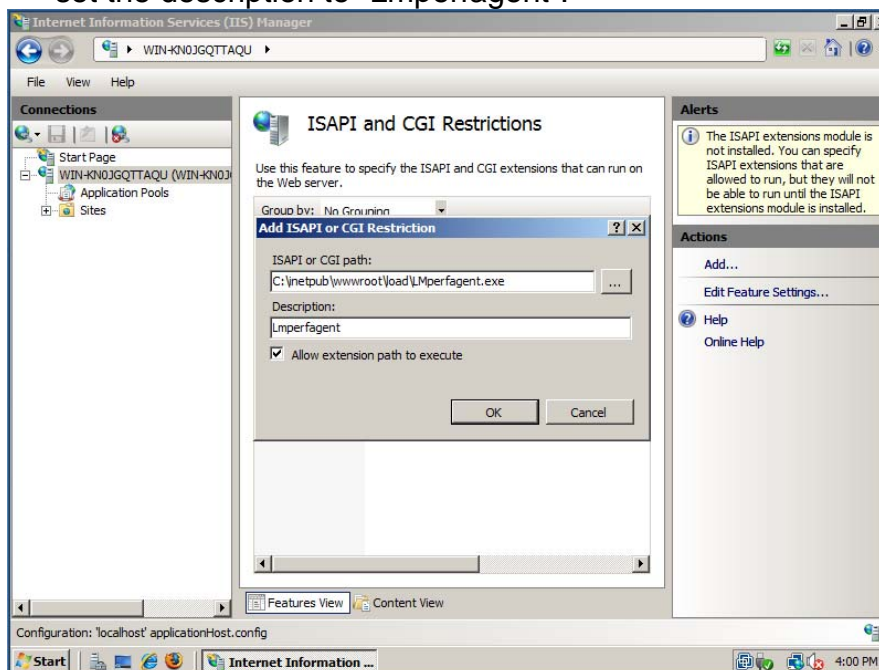 set the description to "Lmperfagent".
Internet Information Services (IIS) Manager
WIN-KN0JGQTTAQU
File View Help
Connections
Start Page
WIN-KN0JGQTTAQU (WIN-KN0J
Application Pools
Sites
ISAPI and CGI Restrictions
Use this feature to specify the ISAPI and CGI extensions that can run on
the Web server.
Group by: No Grouping
Add ISAPI or CGI Restriction
ISAPI or CGI path:
C:\inetpub\wwwroot\load\LMperfagent.exe
...
Description:
Lmperfagent
Allow extension path to execute
OK Cancel
Features View Content View
Alerts
The ISAPI extensions module is
not installed. You can specify
ISAPI extensions that are
allowed to run, but they will not
be able to run until the ISAPI
extensions module is installed.
Actions
Add...
Edit Feature Settings...
Help
Online Help
Configuration: 'localhost' applicationHost.config
Start Internet Information ... 4:00 PM